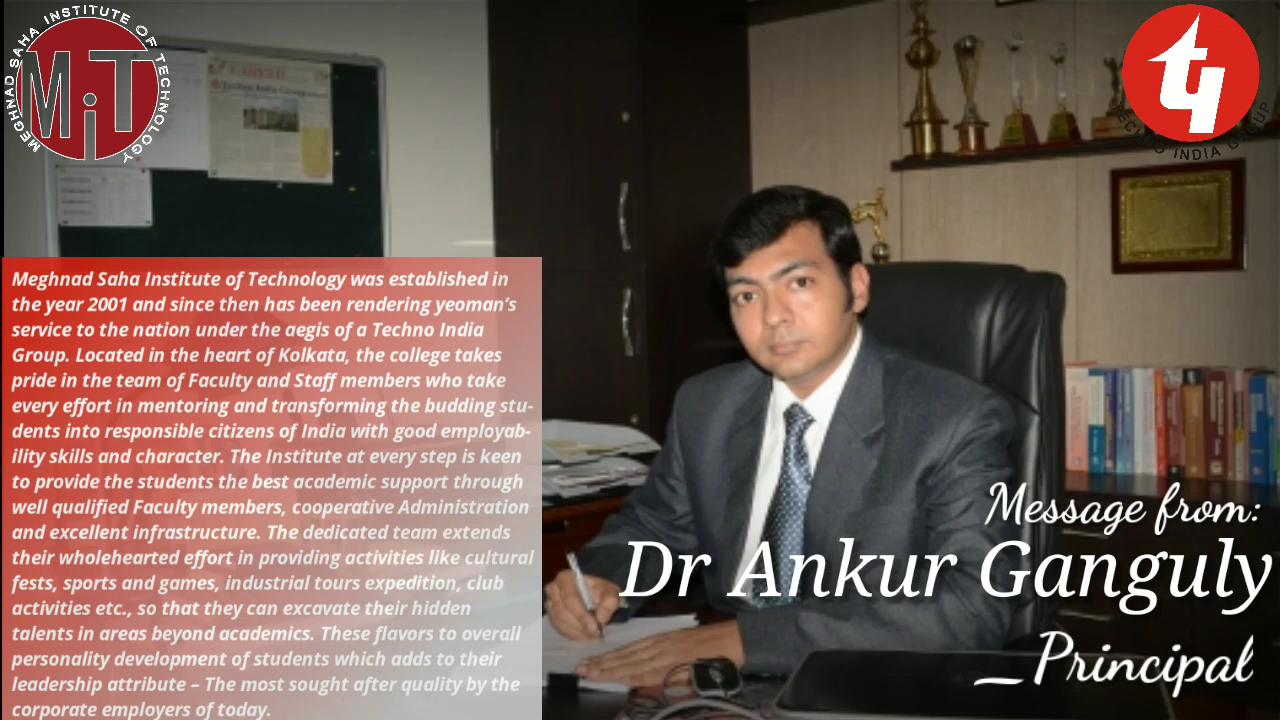 MEGHNAD SAHA INSTITUTE OF TECHNOLOGY
MiT
TECHNO INDIA GROUP
Meghnad Saha Institute of Technology was established in
the year 2001 and since then has been rendering yeoman’s
service to the nation under the aegis of a Techno India
Group. Located in the heart of Kolkata, the college takes
pride in the team of Faculty and Staff members who take
every effort in mentoring and transforming the budding stu-
dents into responsible citizens of India with good employab-
ility skills and character. The Institute at every step is keen
to provide the students the best academic support through
well qualified Faculty members, cooperative Administration
and excellent infrastructure. The dedicated team extends
their wholehearted effort in providing activities like cultural
fests, sports and games, industrial tours expedition, club
activities etc., so that they can excavate their hidden
talents in areas beyond academics. These flavors to overall
personality development of students which adds to their
leadership attribute – The most sought after quality by the
corporate employers of today.
Message from:
Dr Ankur Ganguly
_Principal